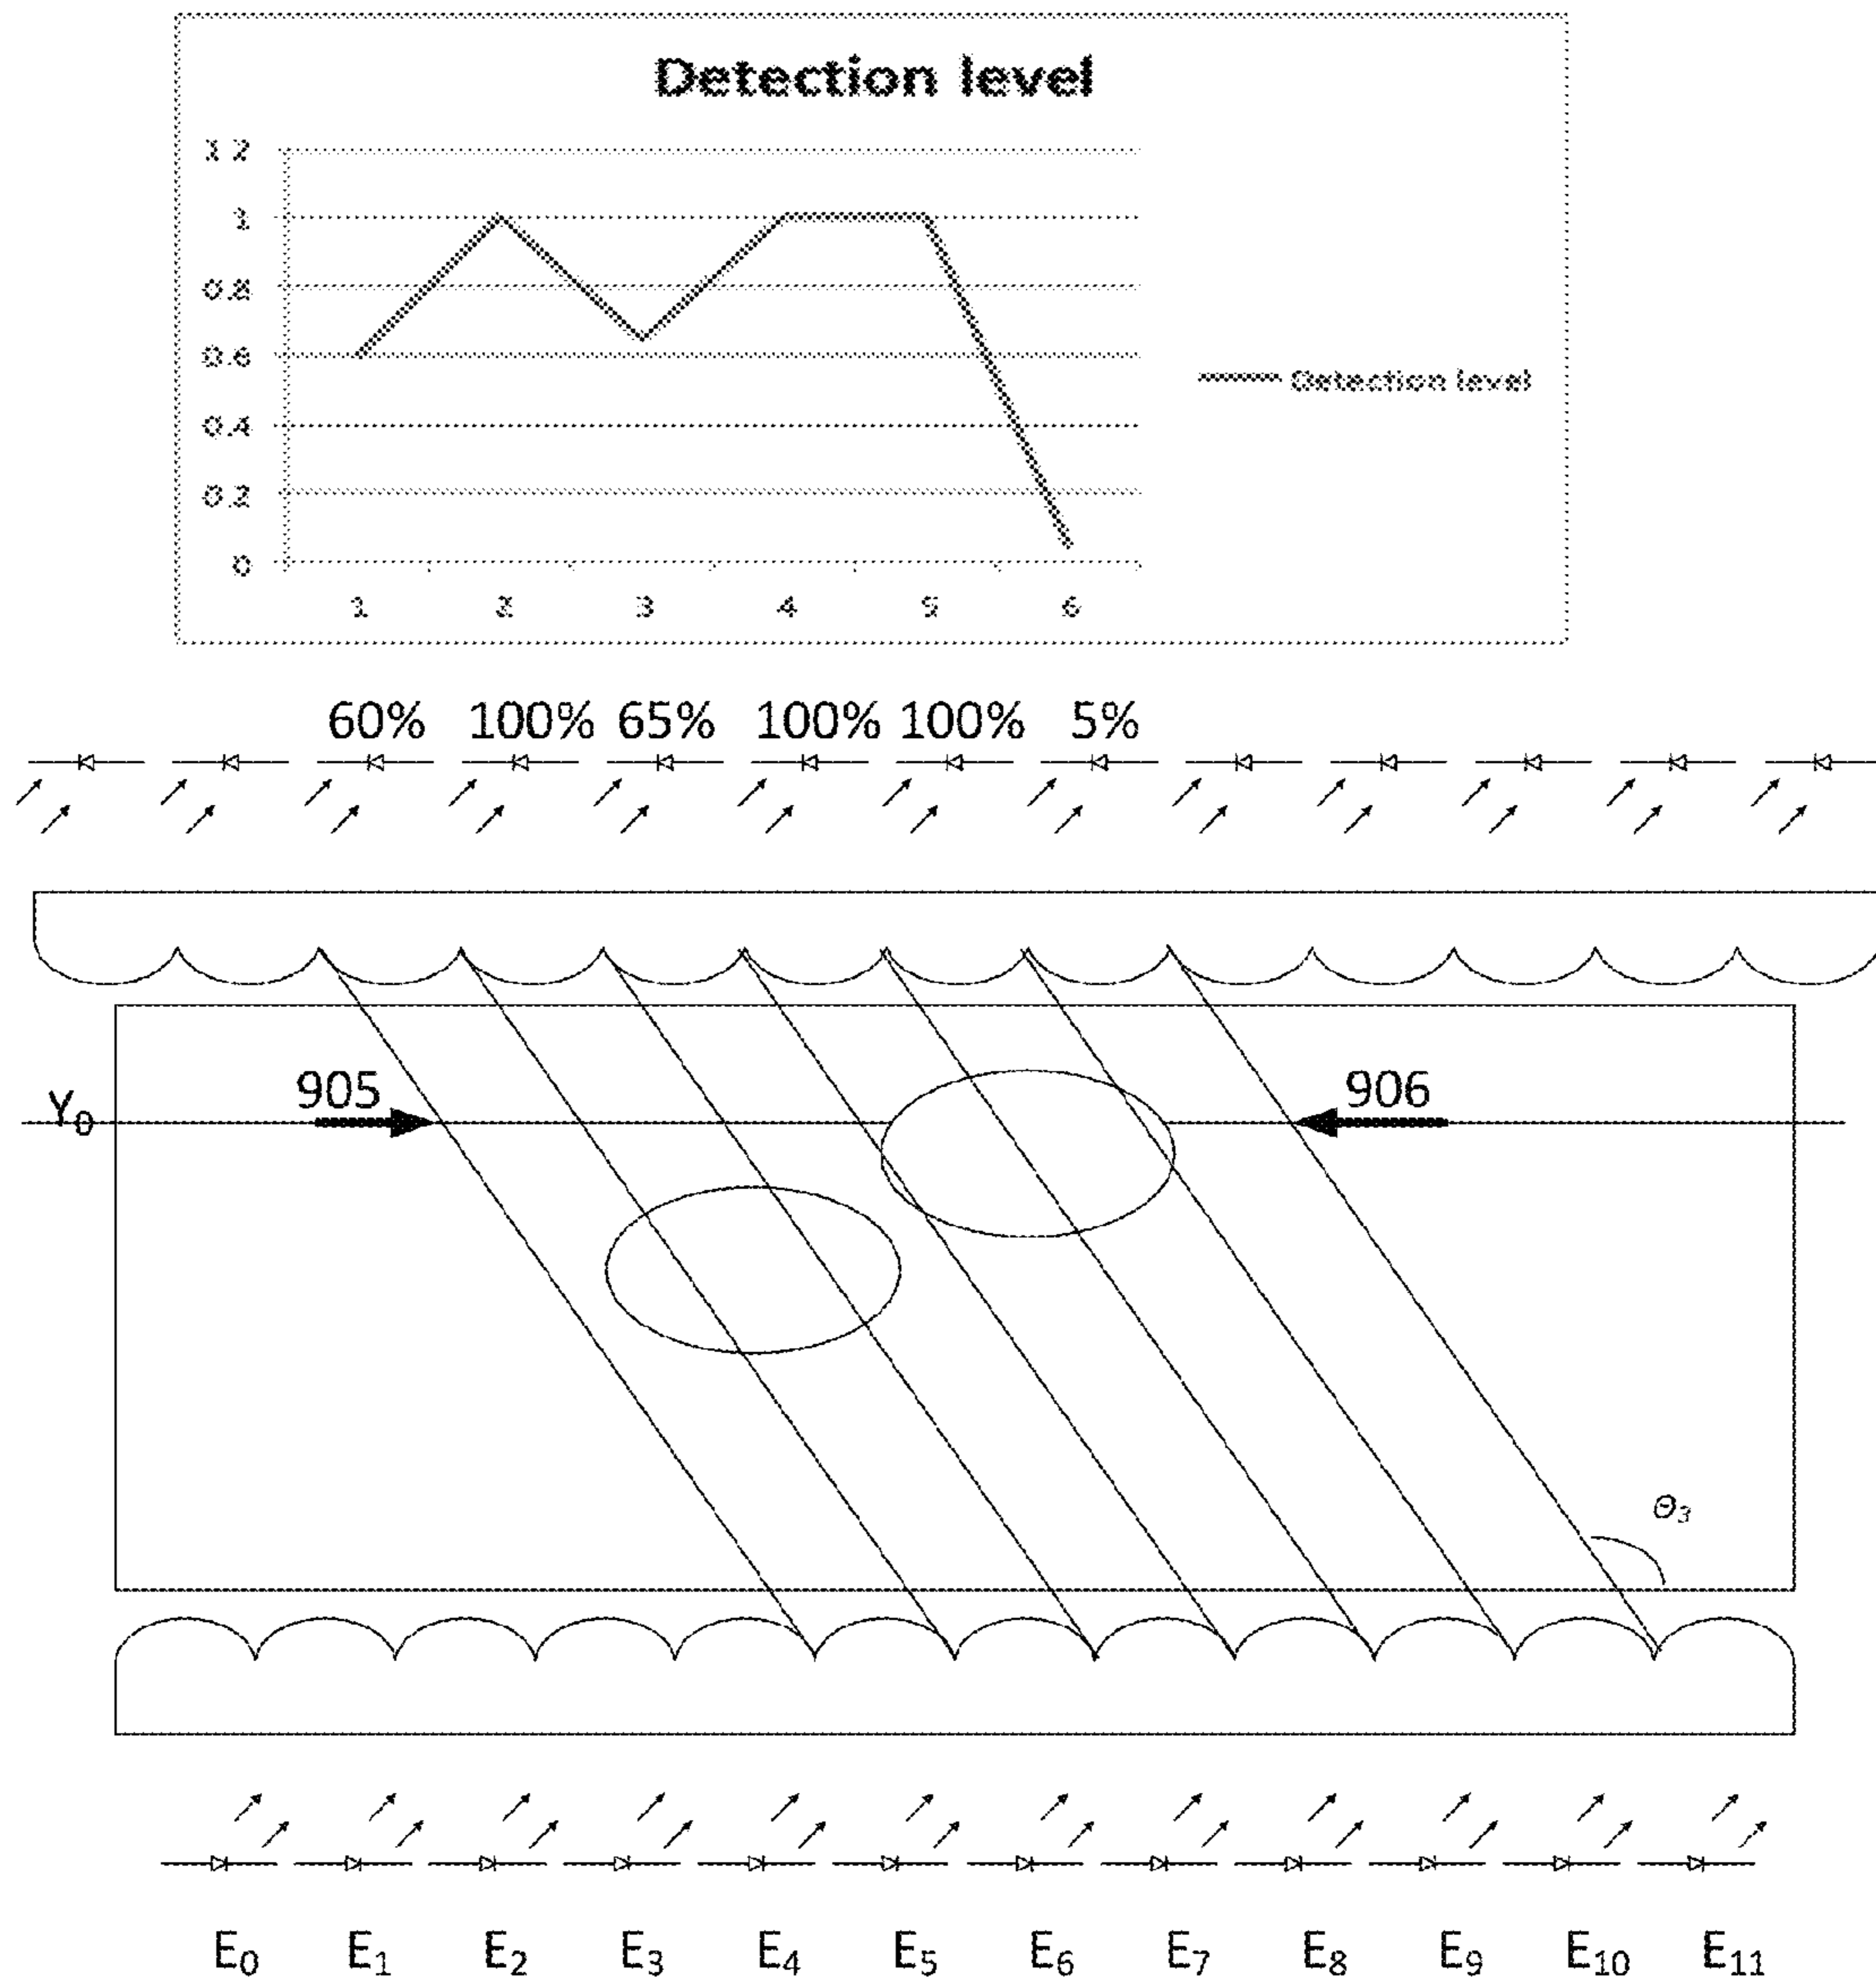 Detection level
1.2
1
0.8
0.6
0.4
0.2
0
Detection level
1 2 3 4 5 6
60% 100% 65% 100% 100% 5%
905 906
Y₀
Θ₃
E₀ E₁ E₂ E₃ E₄ E₅ E₆ E₇ E₈ E₉ E₁₀ E₁₁